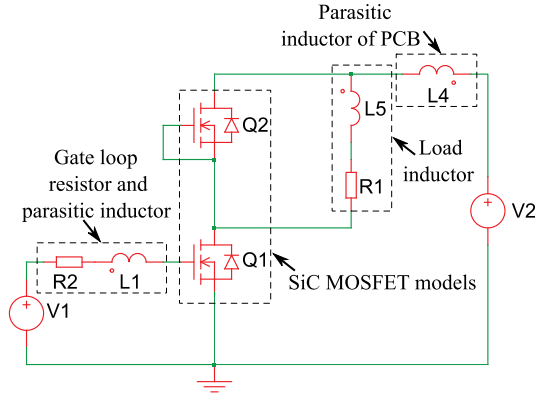 Parasitic
inductor of PCB
L4
L5
Q2
Load
inductor
Gate loop
resistor and
parasitic inductor
R1
V2
Q1
SiC MOSFET models
R2
L1
V1